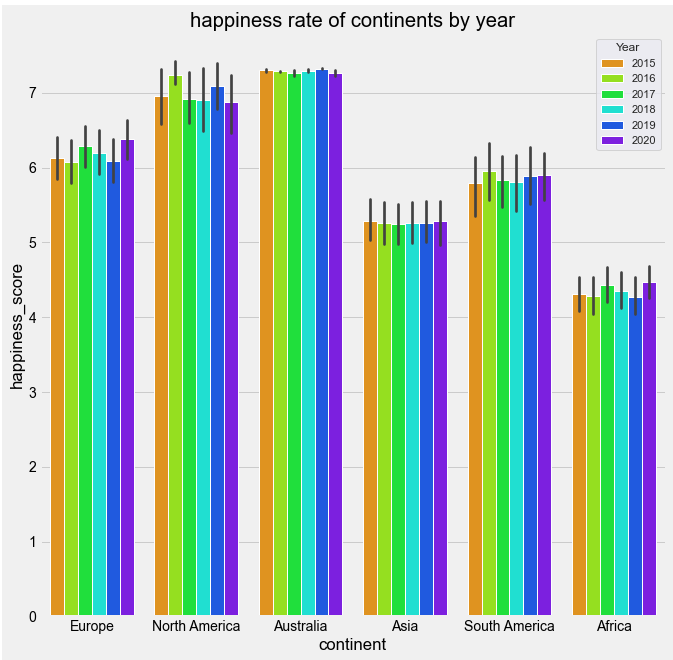 happiness rate of continents by year
Year
2015
2016
2017
2018
2019
2020
happiness_score
7
6
5
4
3
2
1
0
Europe North America Australia Asia South America Africa
continent